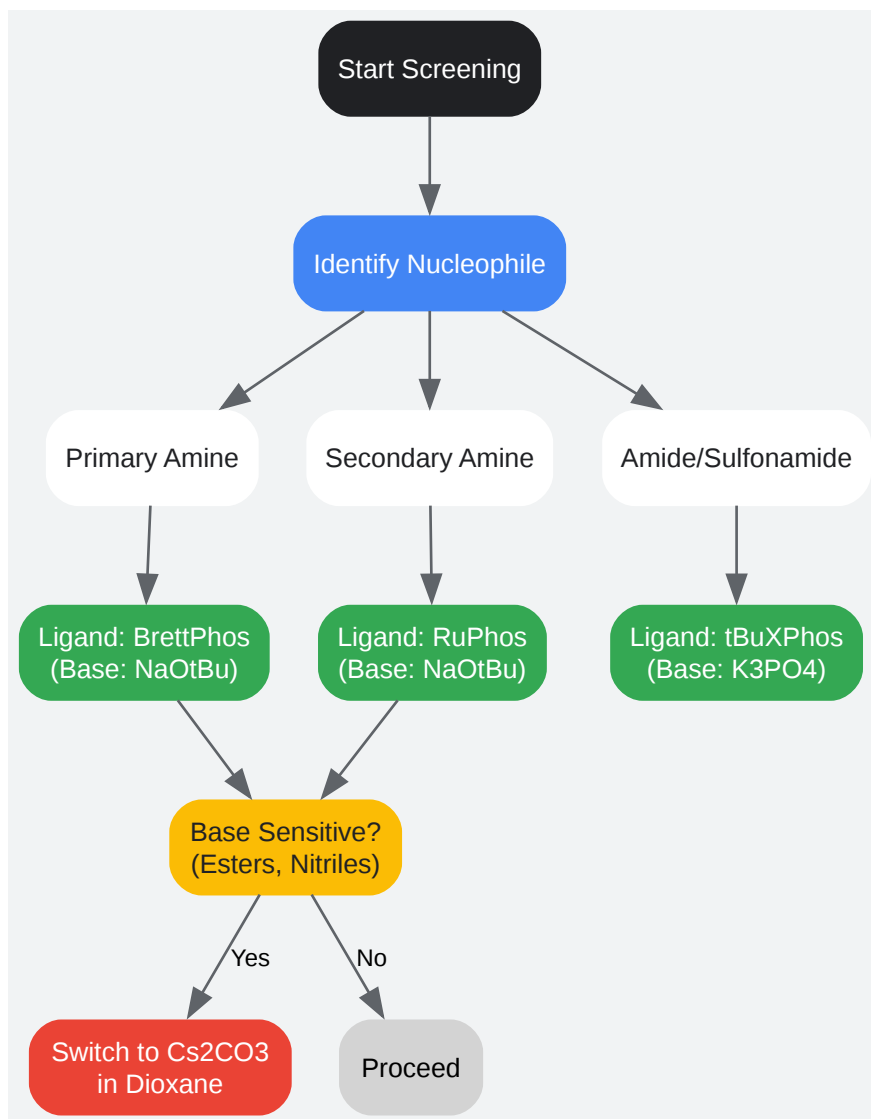 Start Screening
Identify Nucleophile
Primary Amine
Secondary Amine
Amide/Sulfonamide
Ligand: BrettPhos
(Base: NaOtBu)
Ligand: RuPhos
(Base: NaOtBu)
Ligand: tBuXPhos
(Base: K3PO4)
Base Sensitive?
(Esters, Nitriles)
Yes
No
Switch to Cs2CO3
in Dioxane
Proceed